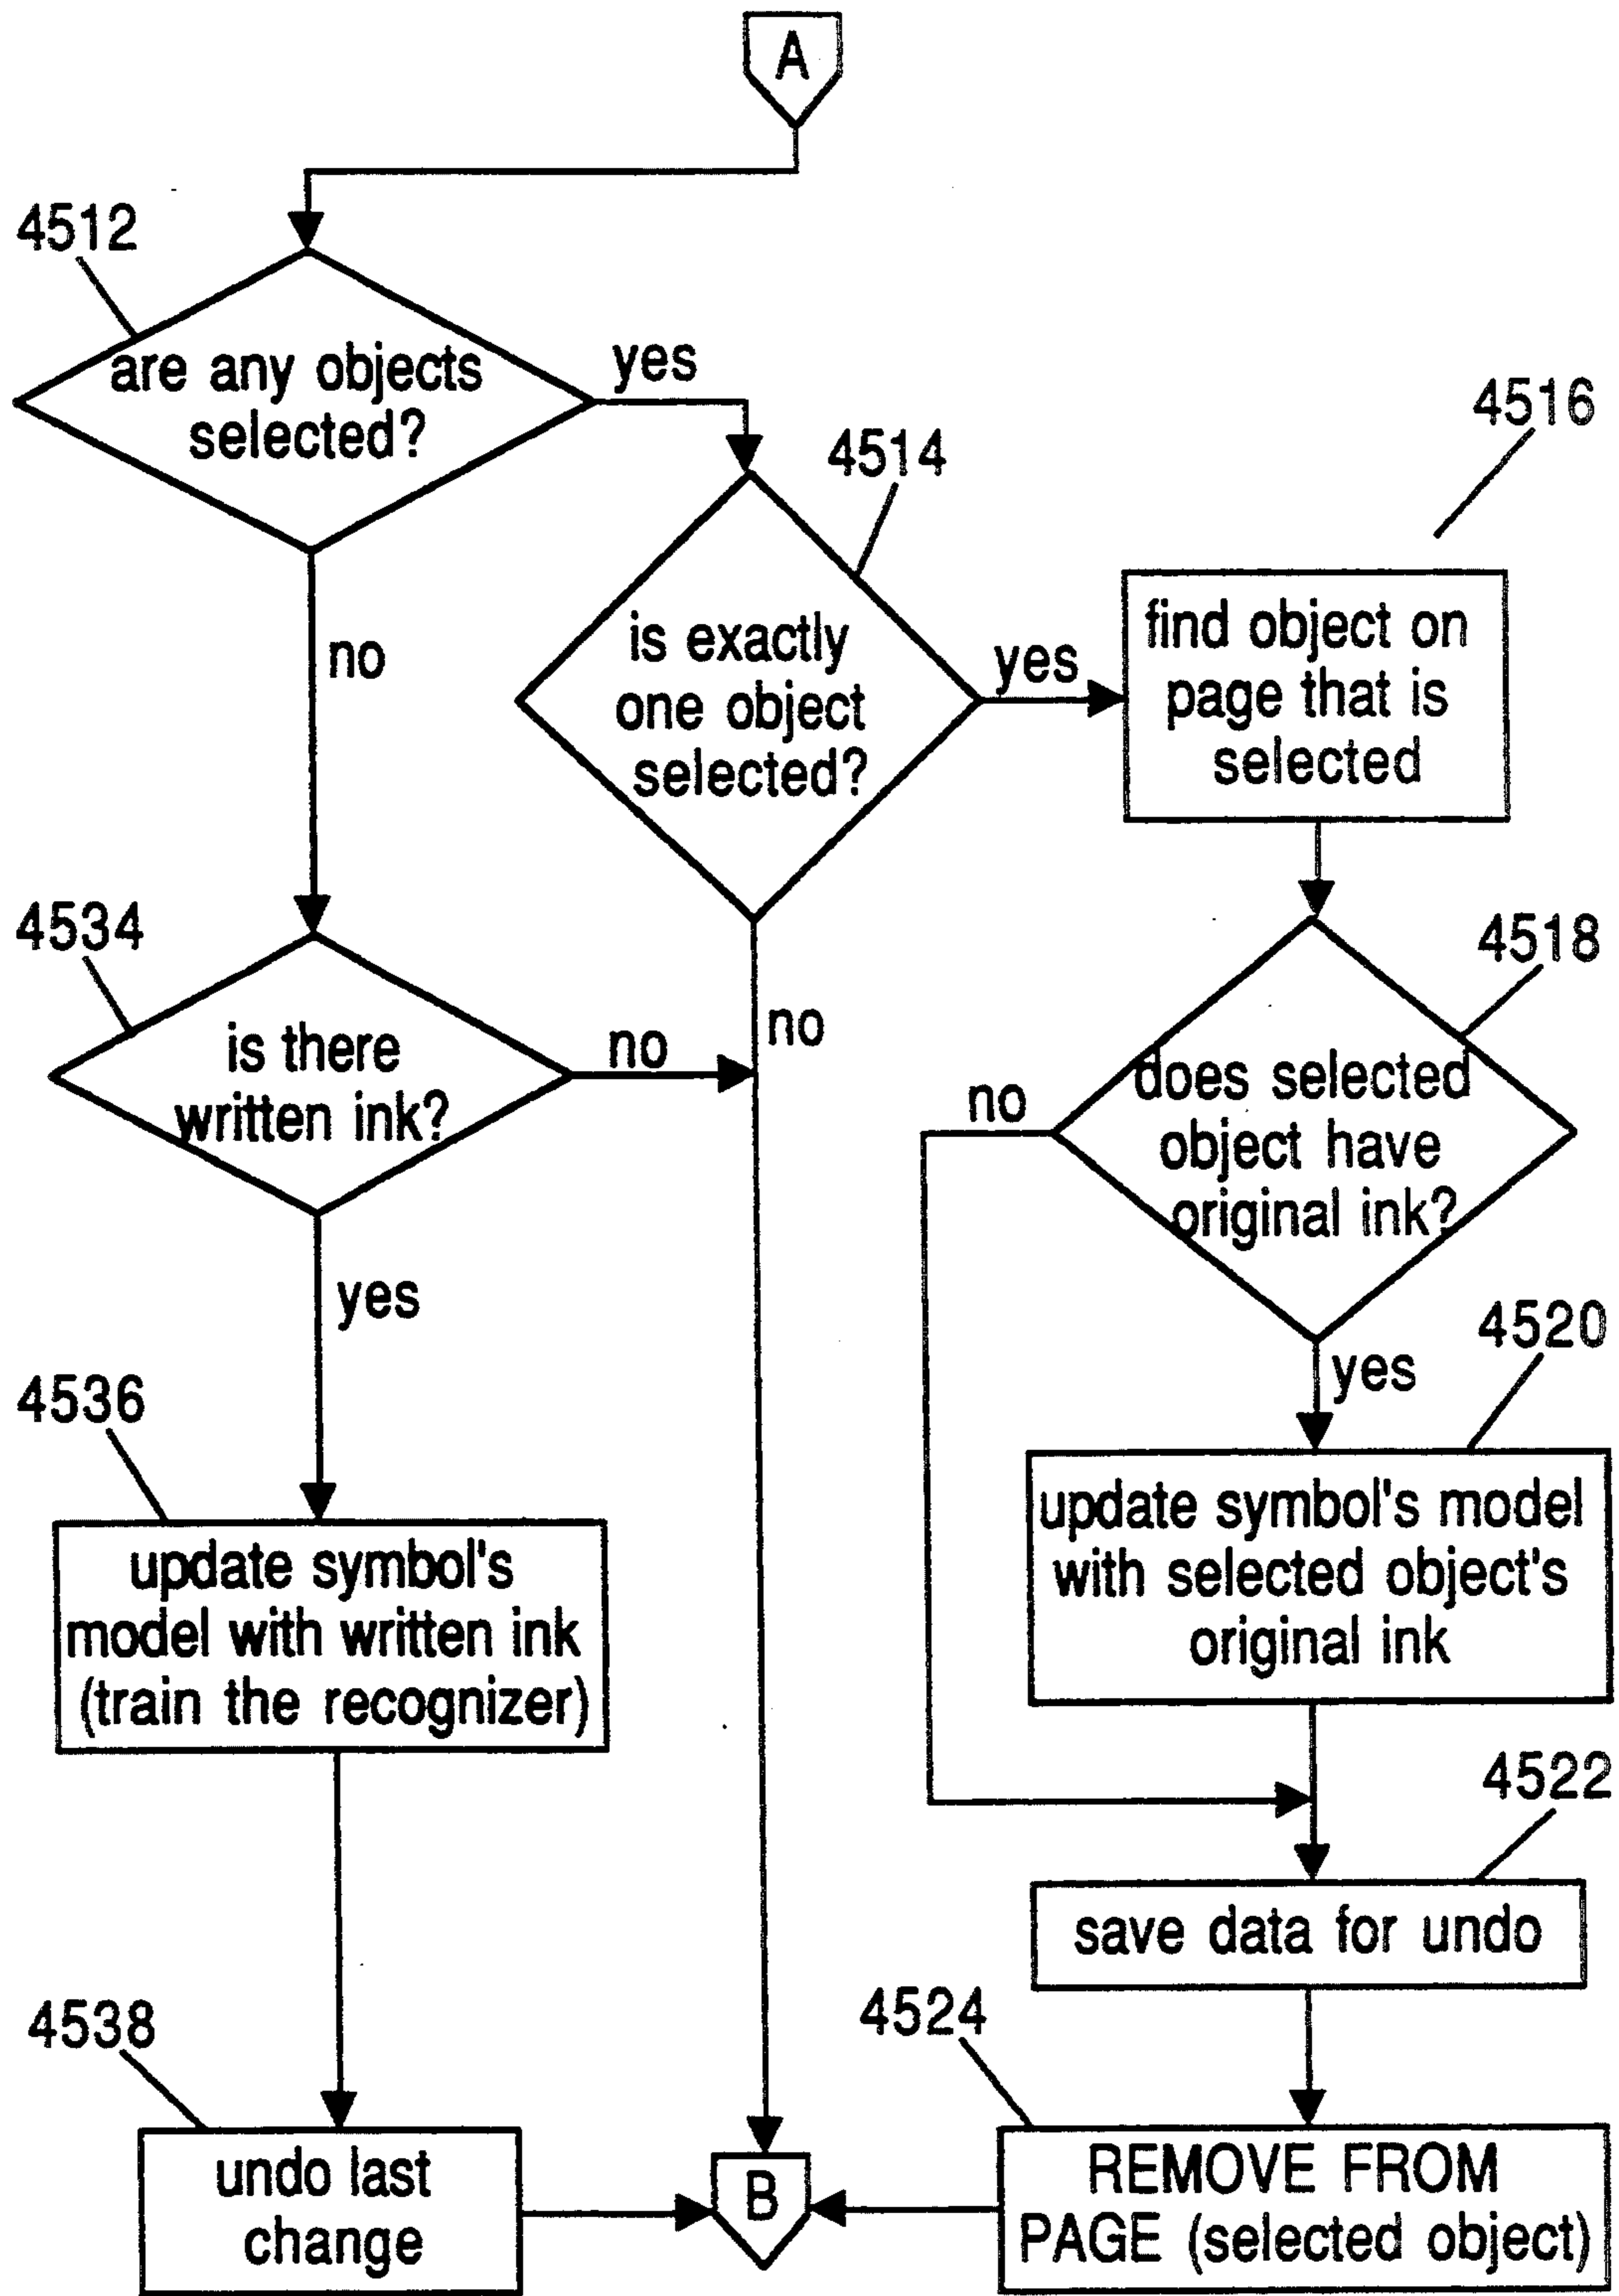 A
4512
are any objects
selected?
yes
no
4514
is exactly
one object
selected?
yes
no
4516
find object on
page that is
selected
4518
does selected
object have
original ink?
no
yes
4520
update symbol's model
with selected object's
original ink
4522
save data for undo
4524
REMOVE FROM
PAGE (selected object)
4534
is there
written ink?
no
yes
4536
update symbol's
model with written ink
(train the recognizer)
4538
undo last
change
B